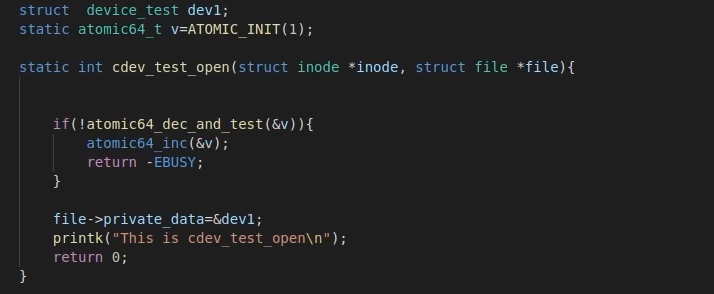 struct  device_test dev1;
static atomic64_t v=ATOMIC_INIT(1);
static int cdev_test_open(struct inode *inode, struct file *file){
if(!atomic64_dec_and_test(&v)){
atomic64_inc(&v);
return -EBUSY;
}
file->private_data=&dev1;
printk("This is cdev_test_open\n");
return 0;
}